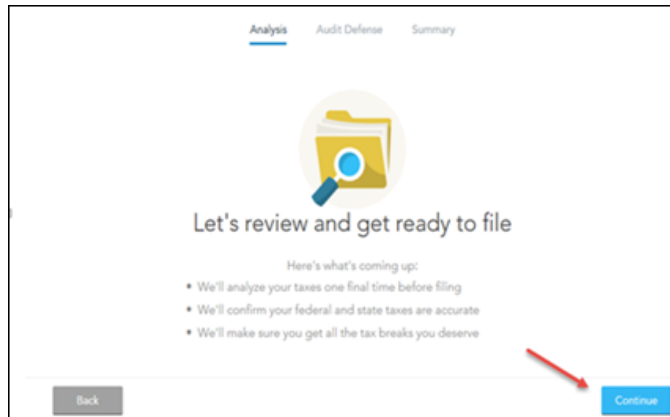 Analysis Audit Defense Summary
Let's review and get ready to file
Here's what's coming up:
• We'll analyze your taxes one final time before filing
• We'll confirm your federal and state taxes are accurate
• We'll make sure you get all the tax breaks you deserve
Back Continue